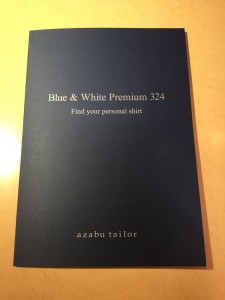 Blue & White Premium 324
Find your personal shirt
azabu tailor